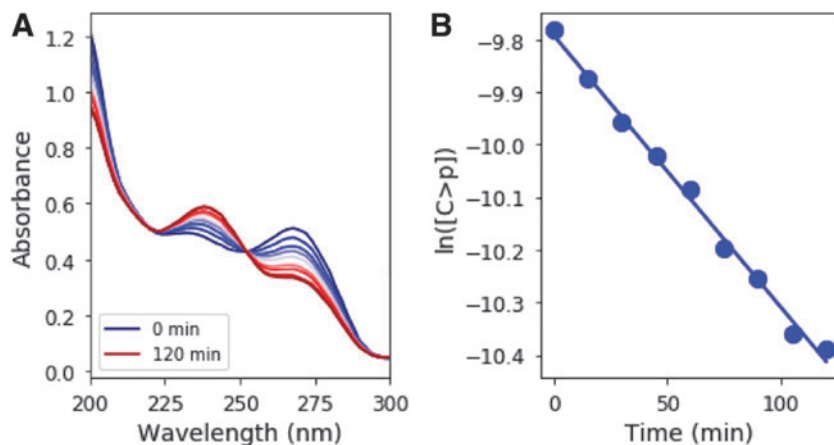 A
Absorbance
1.2
1.0
0.8
0.6
0.4
0.2
0.0
0 min
120 min
200
225
250
275
300
Wavelength (nm)
B
ln([C>p])
−9.8
−9.9
−10.0
−10.1
−10.2
−10.3
−10.4
0
50
100
Time (min)